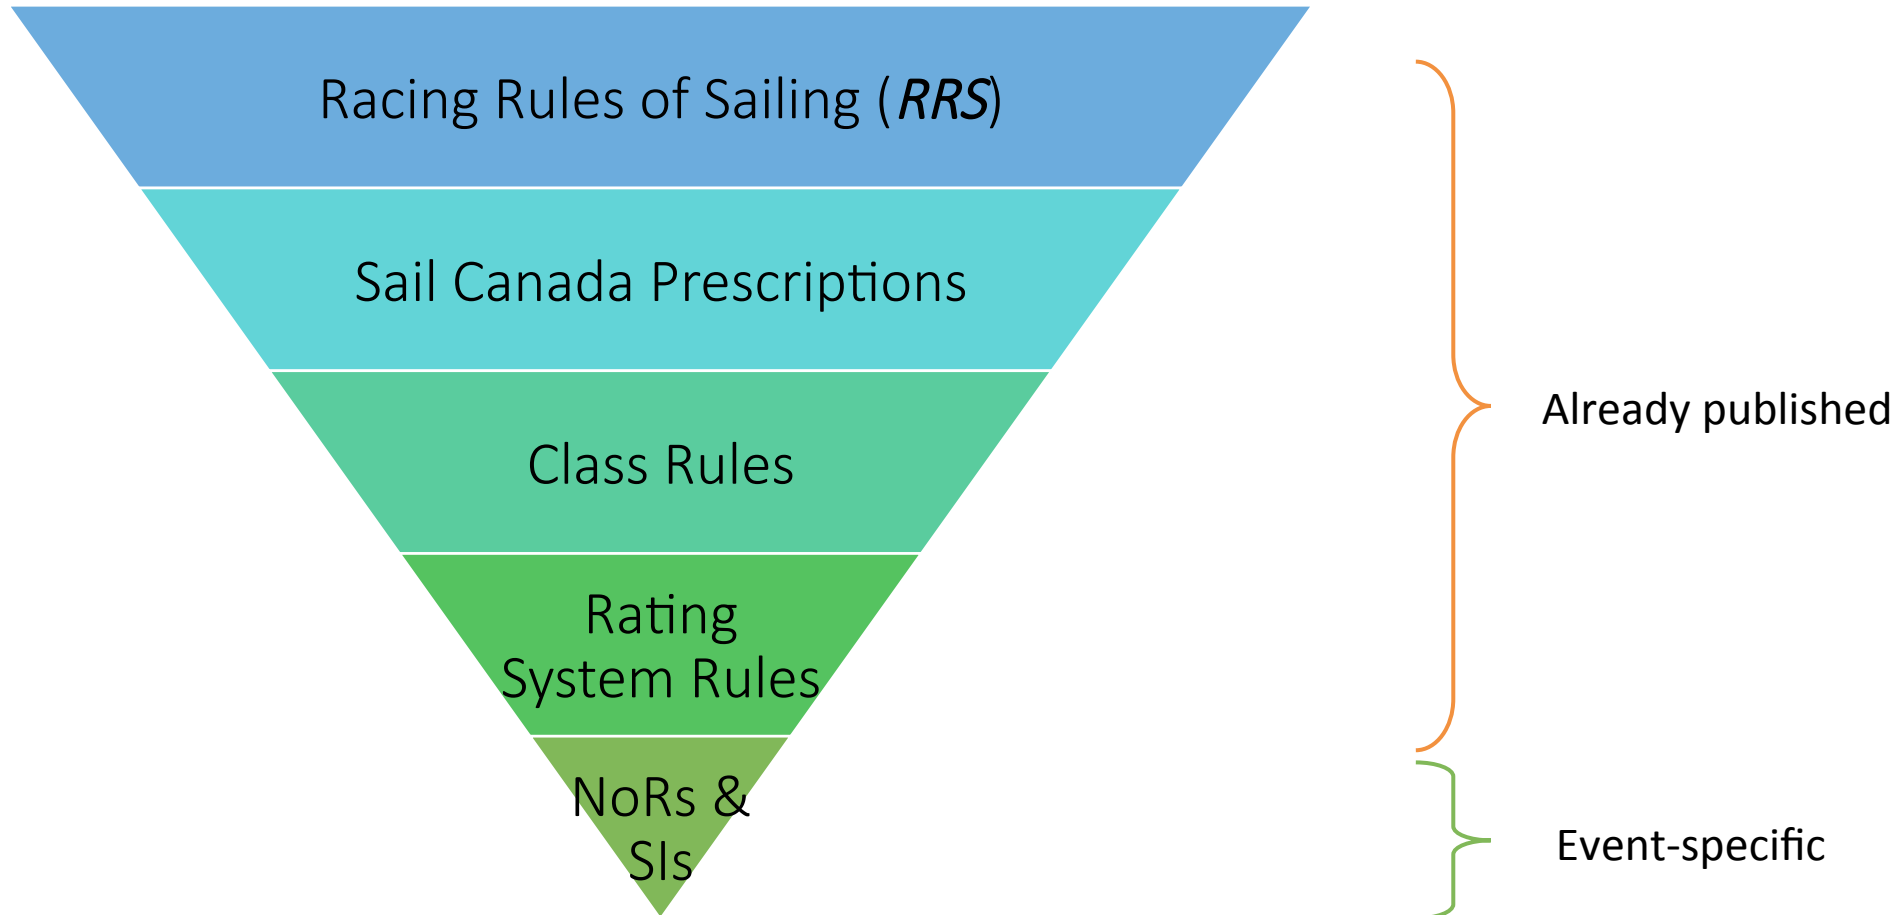 Racing Rules of Sailing (RRS)
Sail Canada Prescriptions
Class Rules
Rating
System Rules
NoRs &
SIs
Already published
Event-specific